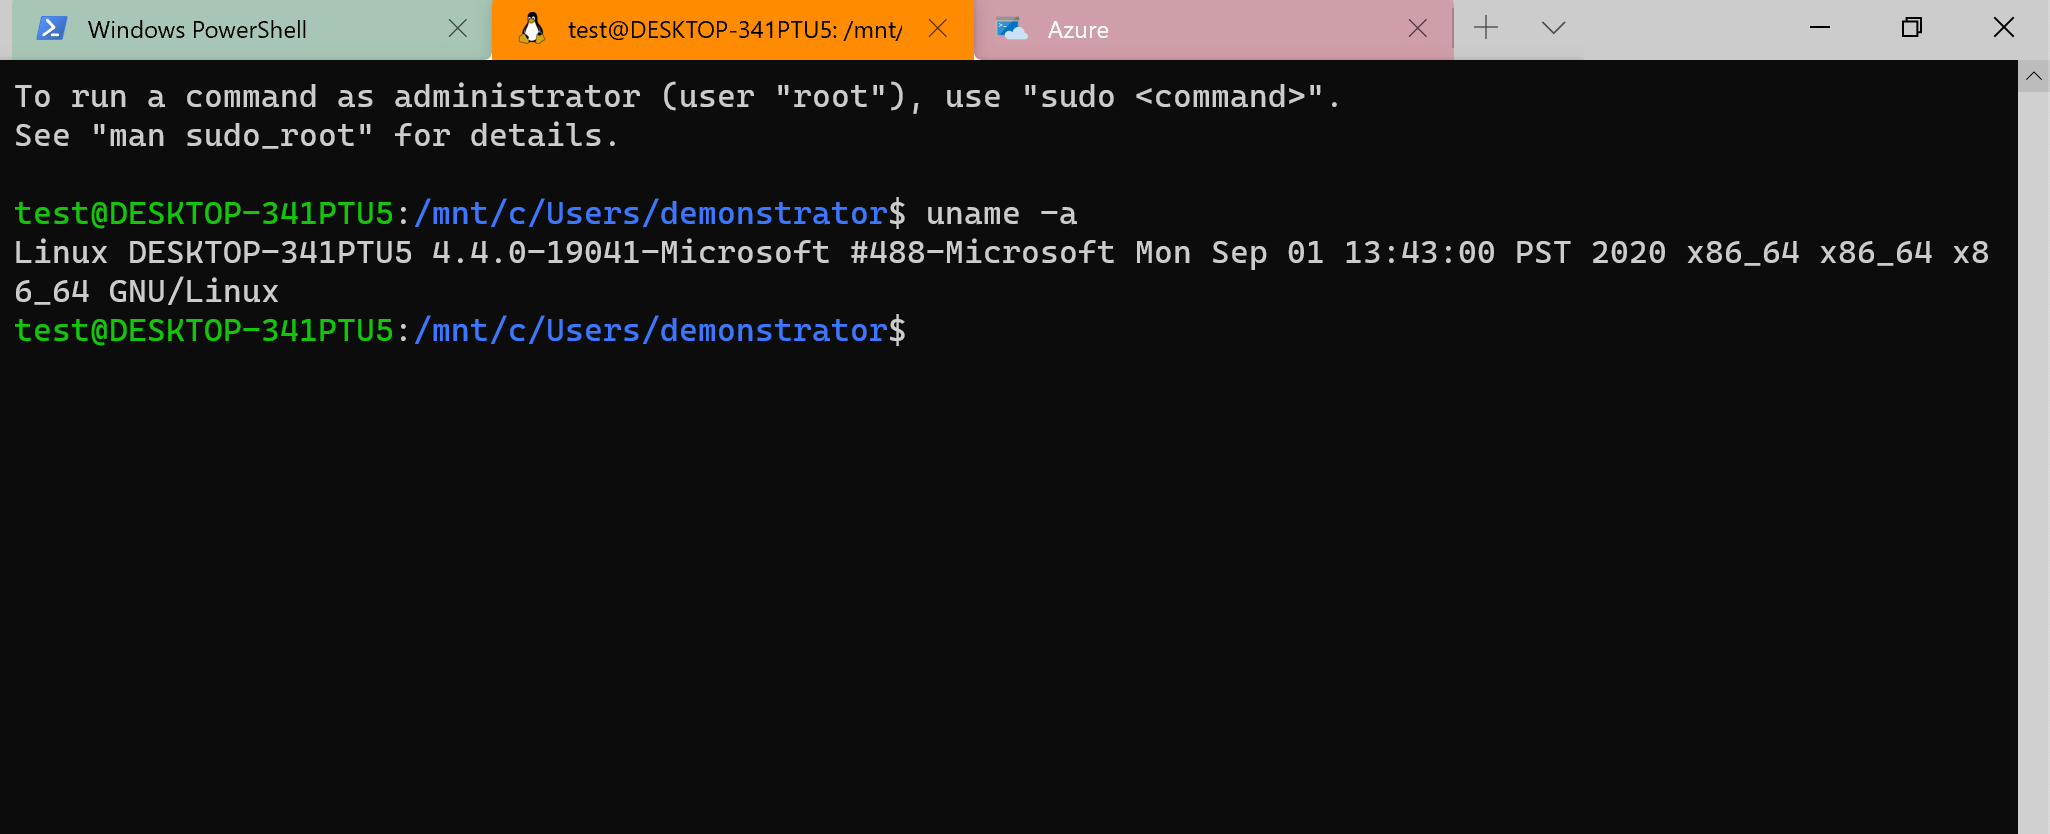 Windows PowerShell
test@DESKTOP-341PTU5: /mnt/
Azure
To run a command as administrator (user "root"), use "sudo <command>".
See "man sudo_root" for details.
test@DESKTOP-341PTU5:/mnt/c/Users/demonstrator$ uname -a
Linux DESKTOP-341PTU5 4.4.0-19041-Microsoft #488-Microsoft Mon Sep 01 13:43:00 PST 2020 x86_64 x86_64 x8
6_64 GNU/Linux
test@DESKTOP-341PTU5:/mnt/c/Users/demonstrator$